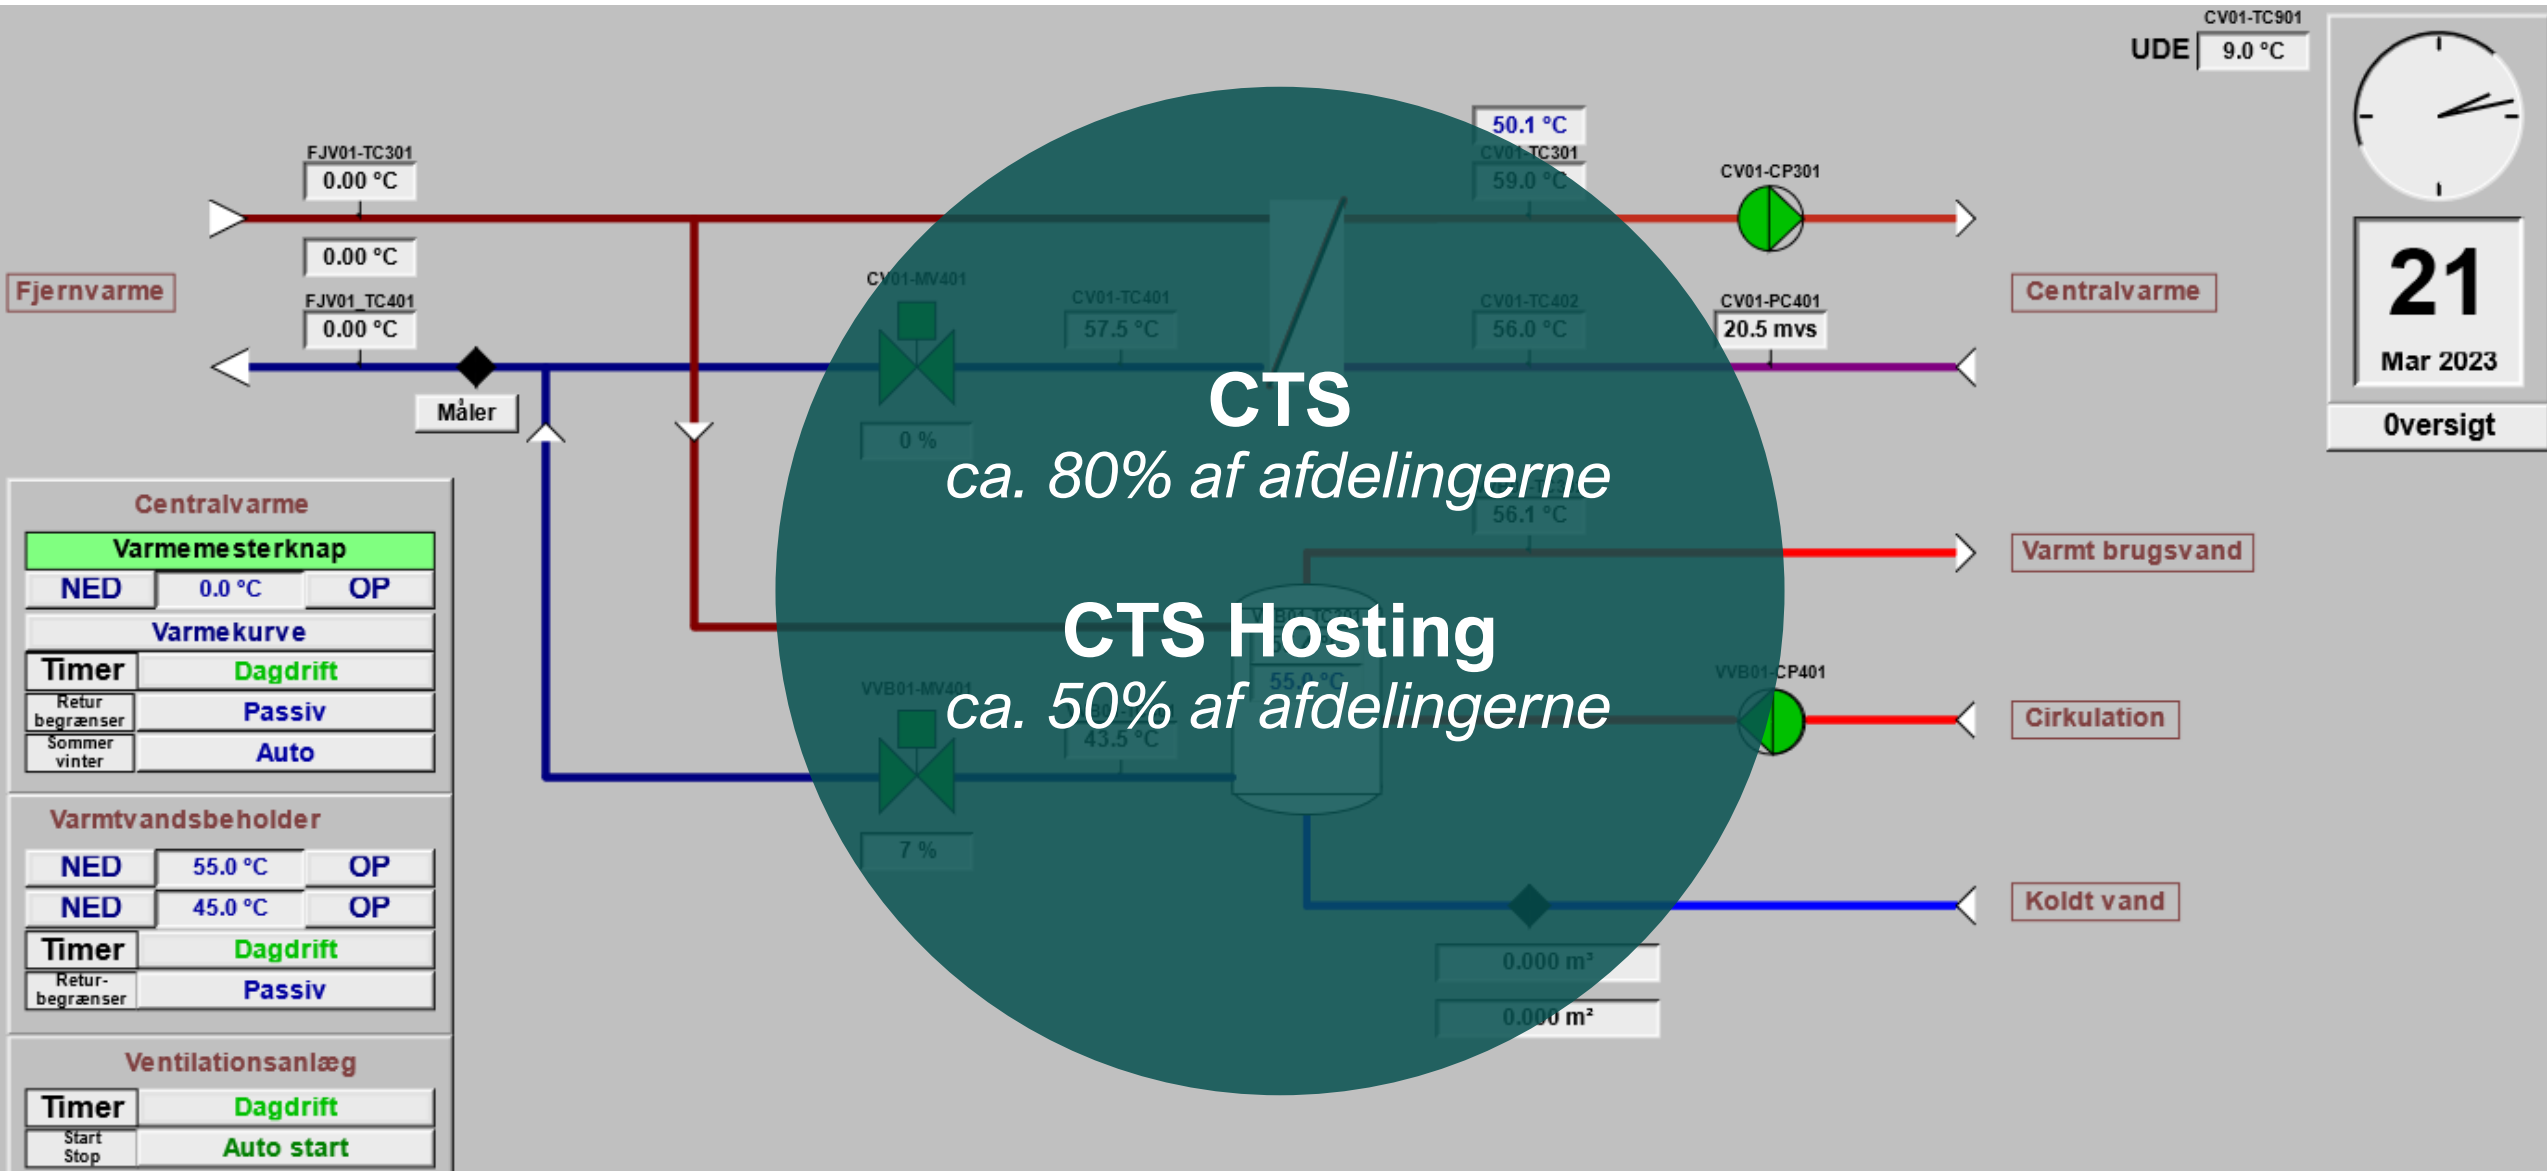 CV01-TC901
UDE 9.0 °C
50.1 °C
FJV01-TC301
CV01-TC301
0.00 °C
59.0 °C
CV01-CP301
0.00 °C
Fjernvarme
FJV01_TC401
0.00 °C
CV01-MV401
CV01-TC401
57.5 °C
CV01-TC402
56.0 °C
CV01-PC401
20.5 mvs
Centralvarme
21
Mar 2023
Måler
0 %
0versigt
CTS
ca. 80% af afdelingerne
56.1 °C
Varmt brugsvand
CTS Hosting
ca. 50% af afdelingerne
55.0 °C
VVB01-MV401
43.5 °C
VVB01-CP401
Cirkulation
7 %
Koldt vand
0.000 m³
0.000 m²
Centralvarme
Varmemesterknap
NED 0.0 °C OP
Varmekurve
Timer Dagdrift
Retur
begrænser Passiv
Sommer
vinter Auto
Varmtvandsbeholder
NED 55.0 °C OP
NED 45.0 °C OP
Timer Dagdrift
Retur-
begrænser Passiv
Ventilationsanlæg
Timer Dagdrift
Start
Stop Auto start